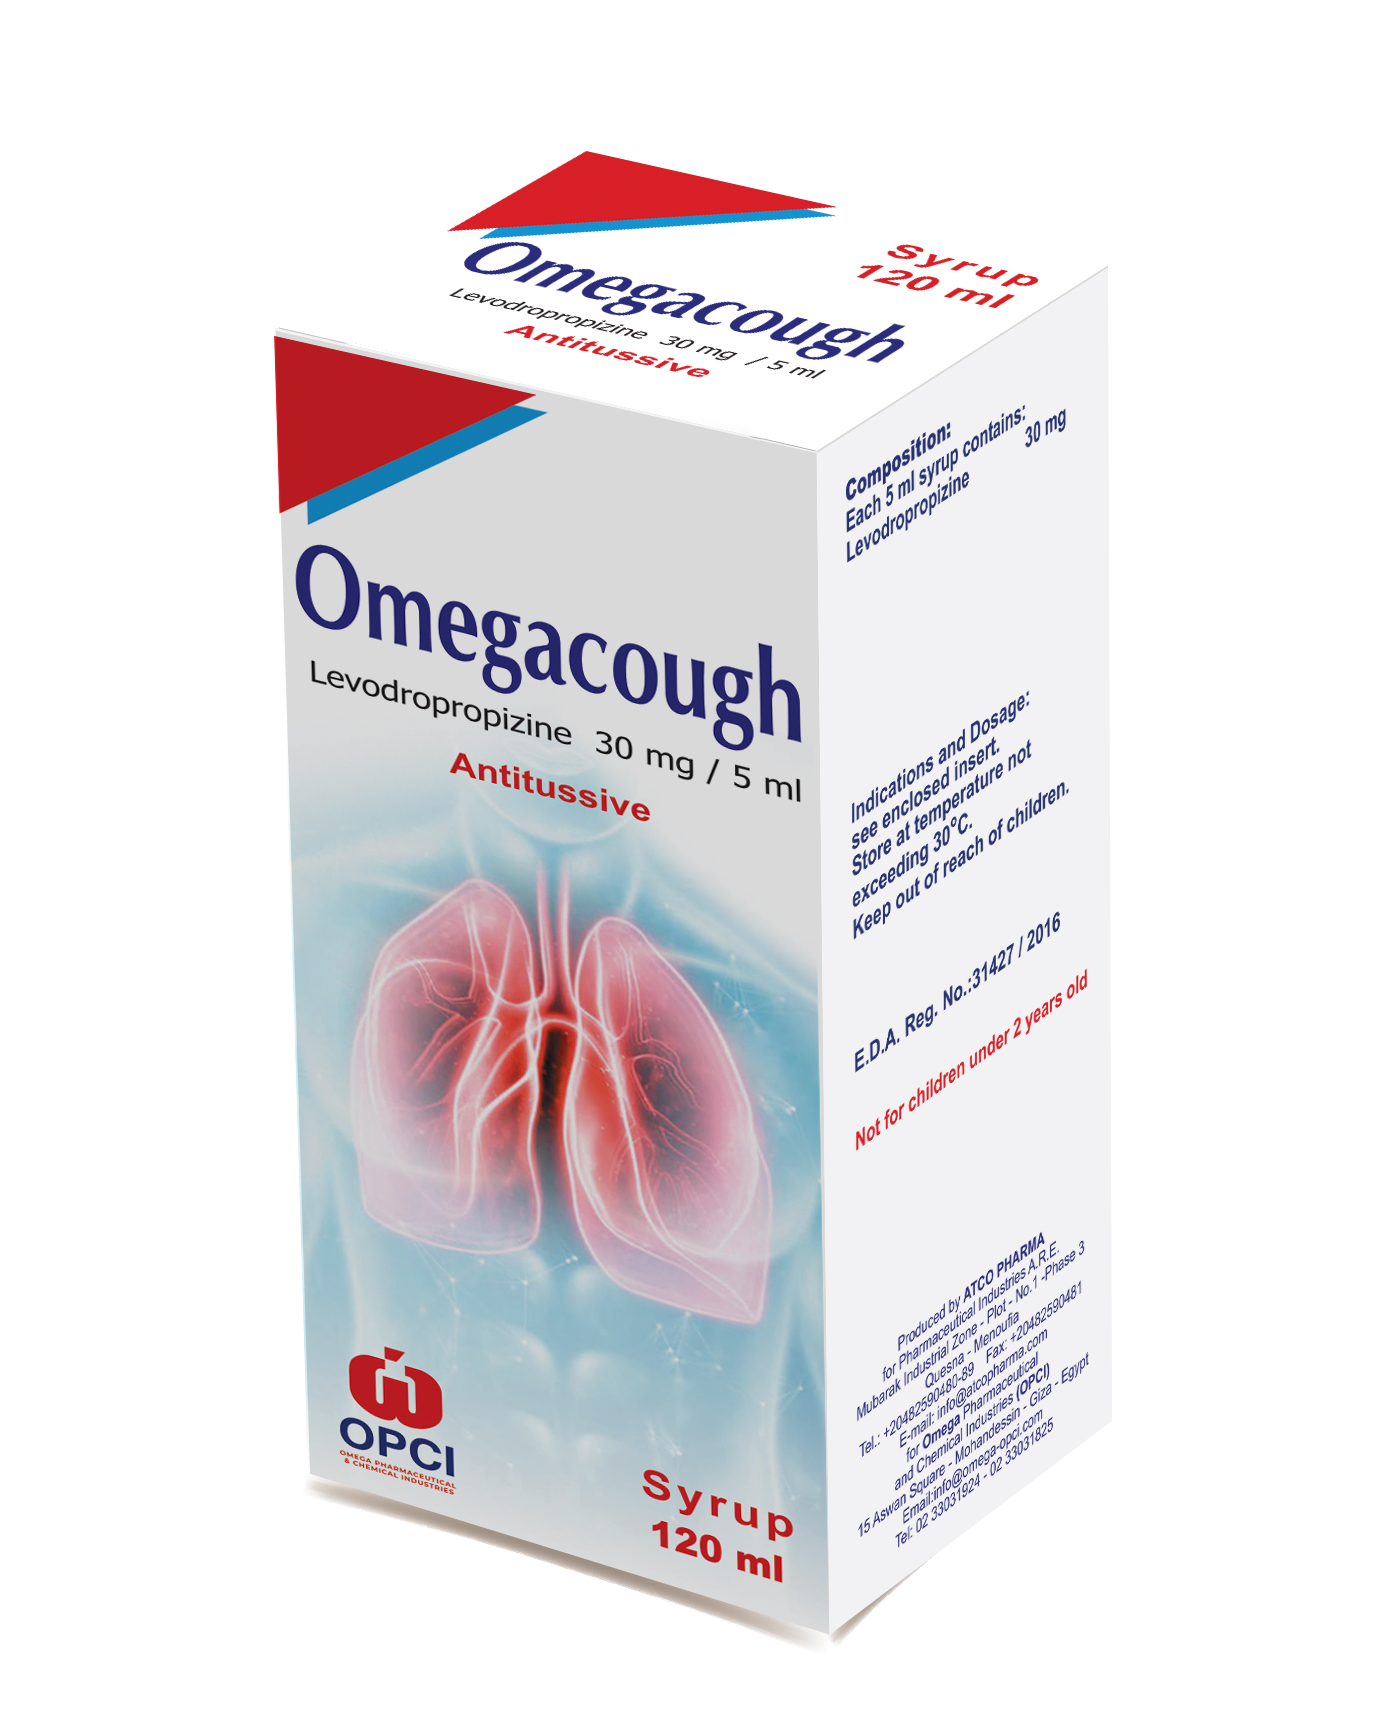 Omegacough
Levodropropizine 30 mg / 5 ml
Antitussive
Syrup
120 ml
Omegacough
Levodropropizine 30 mg / 5 ml
Antitussive
OPCI
OMEGA PHARMACEUTICAL
& CHEMICAL INDUSTRIES
Syrup
120 ml
Composition:
Each 5 ml syrup contains:
Levodropropizine 30 mg
Indications and Dosage:
see enclosed insert.
Store at temperature not
exceeding 30°C.
Keep out of reach of children.
E.D.A. Reg. No.:31427 / 2016
Not for children under 2 years old
Produced by ATCO PHARMA
for Pharmaceutical Industries A.R.E.
Mubarak Industrial Zone - Plot - No.1 -Phase 3
Quesna - Menoufia
Tel.: +20482590480-89 Fax: +20482590481
E-mail: info@atcopharma.com
for Omega Pharmaceutical
and Chemical Industries (OPCI)
15 Aswan Square - Mohandessin - Giza - Egypt
Email:info@omega-opci.com
Tel: 02 33031924 - 02 33031825